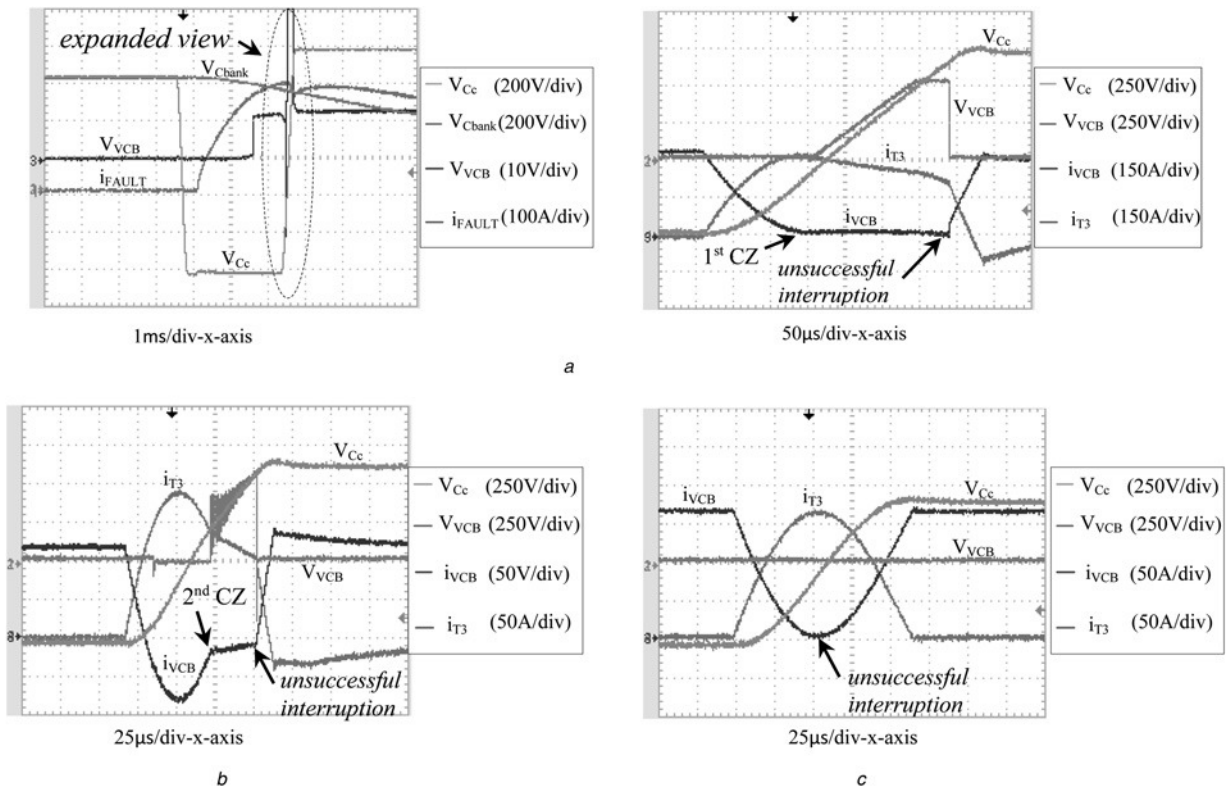 expanded view
V_Cbank
V_VCB
i_FAULT
V_Cc
3
V_Cc (200V/div)
V_Cbank (200V/div)
V_VCB (10V/div)
i_FAULT (100A/div)
1ms/div-x-axis
V_Cc
V_VCB
i_T3
i_VCB
1st CZ
unsuccessful
interruption
2
V_Cc (250V/div)
V_VCB (250V/div)
i_VCB (150A/div)
i_T3 (150A/div)
50μs/div-x-axis
a
V_Cc
i_T3
V_VCB
2nd CZ
i_VCB
unsuccessful
interruption
2
V_Cc (250V/div)
V_VCB (250V/div)
i_VCB (50V/div)
i_T3 (50A/div)
25μs/div-x-axis
b
i_VCB
i_T3
V_Cc
V_VCB
unsuccessful
interruption
2
V_Cc (250V/div)
V_VCB (250V/div)
i_VCB (50A/div)
i_T3 (50A/div)
25μs/div-x-axis
c